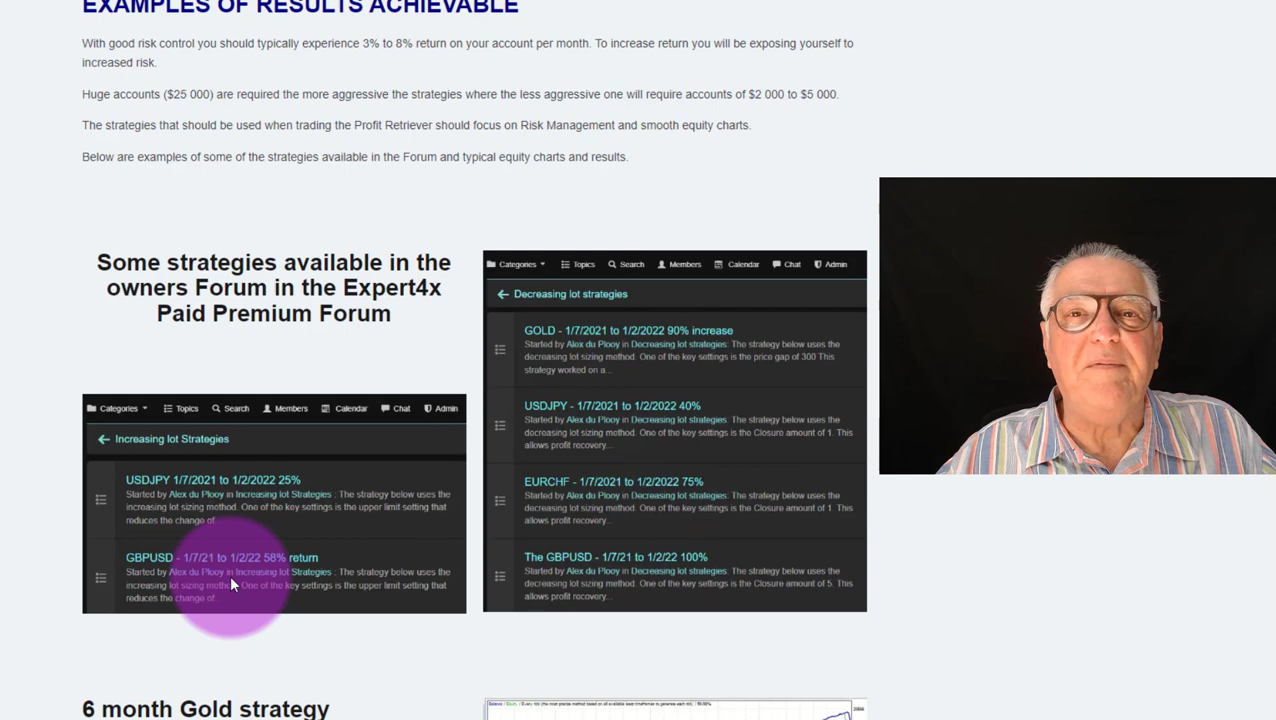 EXAMPLES OF RESULTS ACHIEVABLE
With good risk control you should typically experience 3% to 8% return on your account per month. To increase return you will be exposing yourself to
increased risk.
Huge accounts ($25 000) are required the more aggressive the strategies where the less aggressive one will require accounts of $2 000 to $5 000.
The strategies that should be used when trading the Profit Retriever should focus on Risk Management and smooth equity charts.
Below are examples of some of the strategies available in the Forum and typical equity charts and results.
Some strategies available in the
owners Forum in the Expert4x
Paid Premium Forum
Categories Topics Search Members Calendar Chat Admin
Increasing lot Strategies
USDJPY 1/7/2021 to 1/2/2022 25%
Started by Alex du Plooy in Increasing lot Strategies : The strategy below uses the
increasing lot sizing method. One of the key settings is the upper limit setting that
reduces the change of...
GBPUSD - 1/7/21 to 1/2/22 58% return
Started by Alex du Plooy in Increasing lot Strategies : The strategy below uses the
increasing lot sizing method. One of the key settings is the upper limit setting that
reduces the change of...
Categories Topics Search Members Calendar Chat Admin
Decreasing lot strategies
GOLD - 1/7/2021 to 1/2/2022 90% increase
Started by Alex du Plooy in Decreasing lot strategies: The strategy below uses the
decreasing lot sizing method. One of the key settings is the price gap of 300 This
strategy worked on a...
USDJPY - 1/7/2021 to 1/2/2022 40%
Started by Alex du Plooy in Decreasing lot strategies: The strategy below uses the
decreasing lot sizing method. One of the key settings is the Closure amount of 1. This
allows profit recovery...
EURCHF - 1/7/2021 to 1/2/2022 75%
Started by Alex du Plooy in Decreasing lot strategies: The strategy below uses the
decreasing lot sizing method. One of the key settings is the Closure amount of 1. This
allows profit recovery...
The GBPUSD - 1/7/21 to 1/2/22 100%
Started by Alex du Plooy in Decreasing lot strategies: The strategy below uses the
decreasing lot sizing method. One of the key settings is the Closure amount of 5. This
allows profit recovery...
6 month Gold strategy